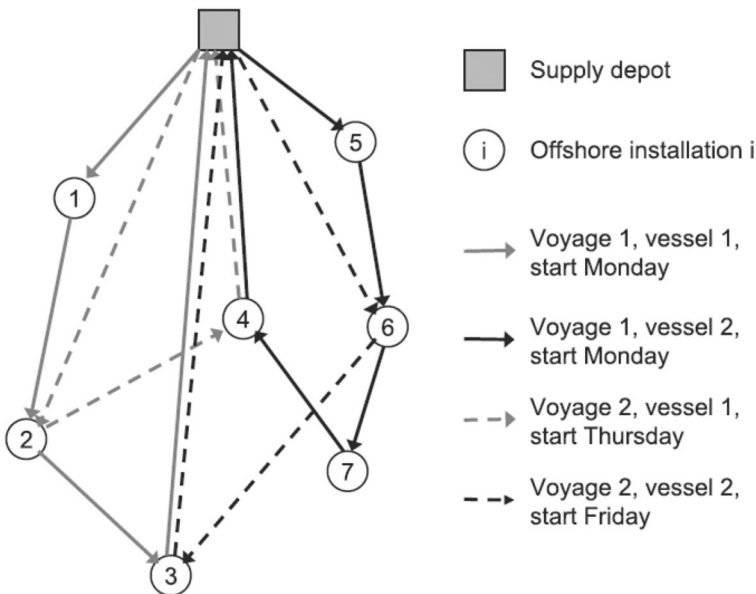 Supply depot
5
i
Offshore installation i
1
Voyage 1, vessel 1,
start Monday
4
6
Voyage 1, vessel 2,
start Monday
2
Voyage 2, vessel 1,
start Thursday
7
Voyage 2, vessel 2,
start Friday
3